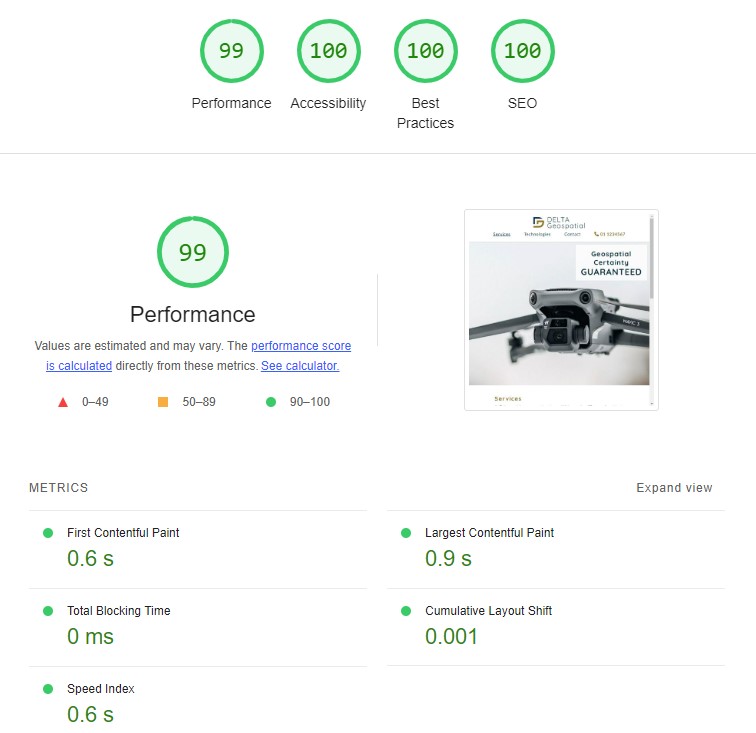 99
100
100
100
Performance
Accessibility
Best
Practices
SEO
99
Performance
Values are estimated and may vary. The performance score
is calculated directly from these metrics. See calculator.
0–49
50–89
90–100
DELTA
Geospatial
Services
Technologies
Contact
Geospatial
Certainty
GUARANTEED
Services
METRICS
Expand view
First Contentful Paint
0.6 s
Largest Contentful Paint
0.9 s
Total Blocking Time
0 ms
Cumulative Layout Shift
0.001
Speed Index
0.6 s